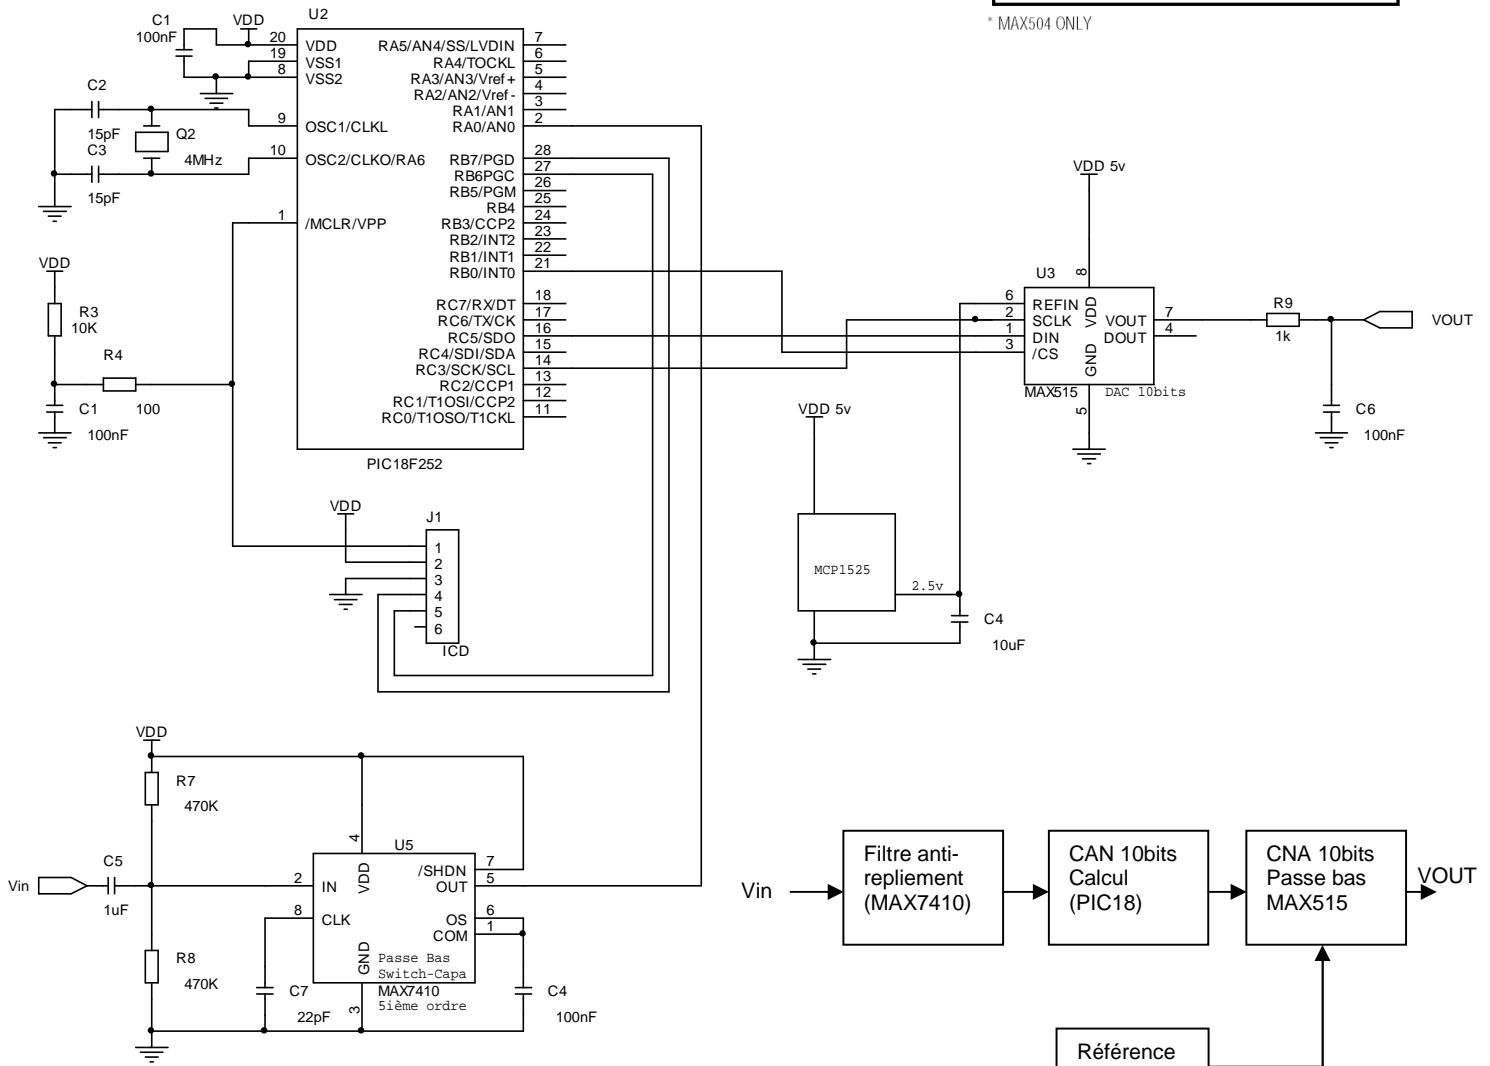 * MAX504 ONLY
C1
100nF
VDD
U2
20
19
8
VDD
VSS1
VSS2
C2
15pF
C3
15pF
Q2
4MHz
9
OSC1/CLKL
10
OSC2/CLKO/RA6
1
/MCLR/VPP
RA5/AN4/SS/LVDIN 7
RA4/TOCKL 6
RA3/AN3/Vref+ 5
RA2/AN2/Vref- 4
RA1/AN1 3
RA0/AN0 2
RB7/PGD 28
RB6PGC 27
RB5/PGM 26
RB4 25
RB3/CCP2 24
RB2/INT2 23
RB1/INT1 22
RB0/INT0 21
RC7/RX/DT 18
RC6/TX/CK 17
RC5/SDO 16
RC4/SDI/SDA 15
RC3/SCK/SCL 14
RC2/CCP1 13
RC1/T1OSI/CCP2 12
RC0/T1OSO/T1CKL 11
PIC18F252
VDD
R3
10K
R4
100
C1
100nF
VDD
J1
1
2
3
4
5
6
ICD
VDD 5v
U3
8
6 REFIN
2 SCLK
1 DIN
3 /CS
VDD
GND
VOUT 7
DOUT 4
MAX515
DAC 10bits
5
R9
1k
VOUT
C6
100nF
VDD 5v
MCP1525
2.5v
C4
10uF
VDD
R7
470K
Vin
C5
1uF
R8
470K
U5
4
2 IN
8 CLK
VDD
GND
/SHDN 7
OUT 5
OS 6
COM 1
Passe Bas
Switch-Capa
MAX7410
5ième ordre
3
C7
22pF
C4
100nF
Vin
Filtre anti-
repliement
(MAX7410)
CAN 10bits
Calcul
(PIC18)
CNA 10bits
Passe bas
MAX515
VOUT
Référence